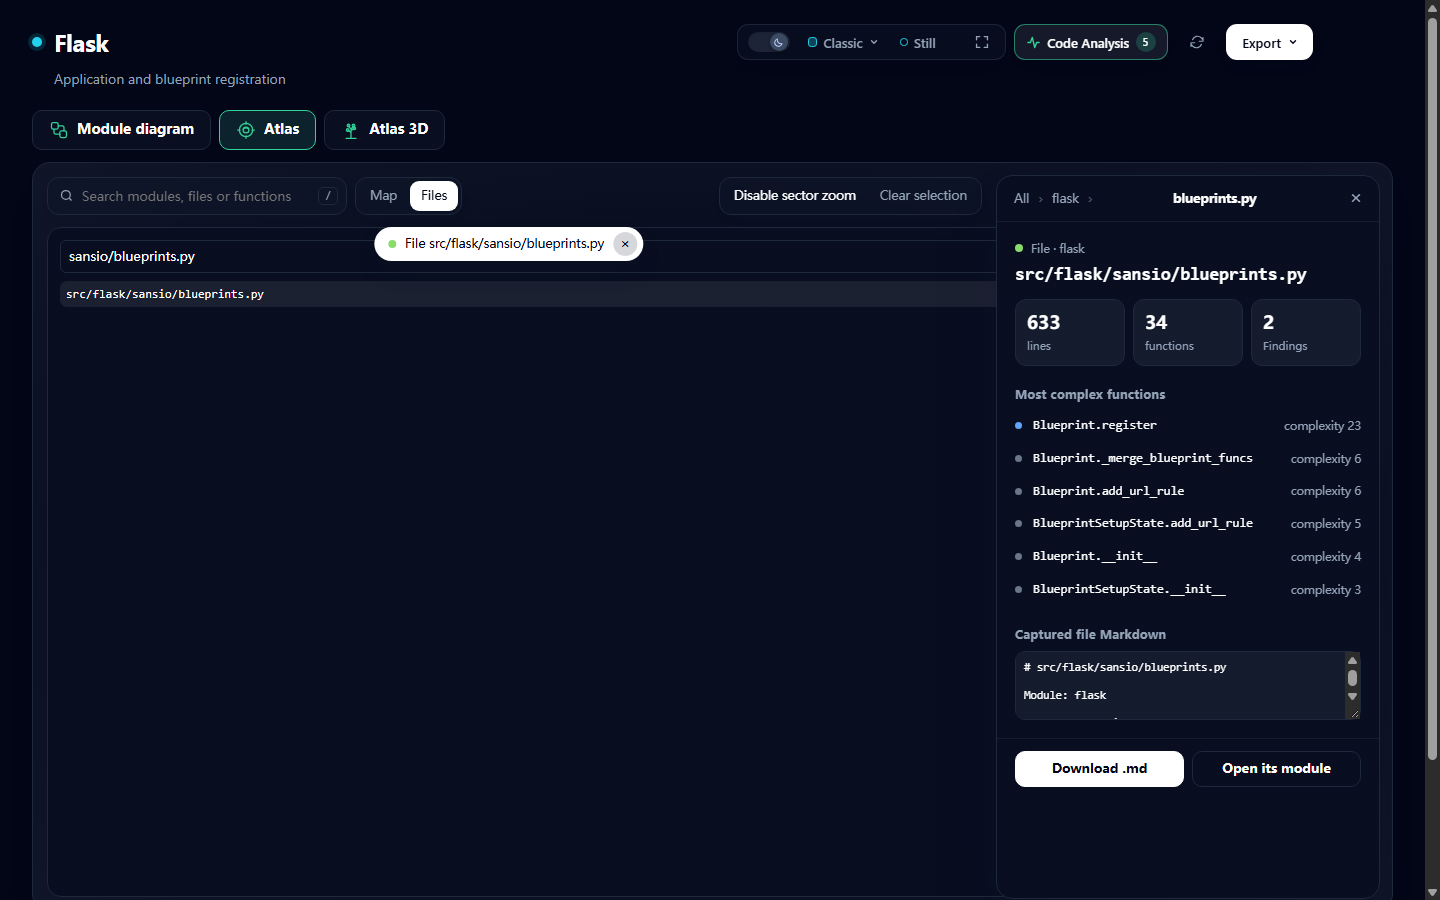 Flask
Classic
Still
Code Analysis 5
Export
Application and blueprint registration
Module diagram
Atlas
Atlas 3D
Search modules, files or functions /
Map
Files
Disable sector zoom
Clear selection
File src/flask/sansio/blueprints.py ×
sansio/blueprints.py
src/flask/sansio/blueprints.py
All › flask ›
blueprints.py
×
File · flask
src/flask/sansio/blueprints.py
633
lines
34
functions
2
Findings
Most complex functions
Blueprint.register complexity 23
Blueprint._merge_blueprint_funcs complexity 6
Blueprint.add_url_rule complexity 6
BlueprintSetupState.add_url_rule complexity 5
Blueprint.__init__ complexity 4
BlueprintSetupState.__init__ complexity 3
Captured file Markdown
# src/flask/sansio/blueprints.py
Module: flask
Download .md
Open its module